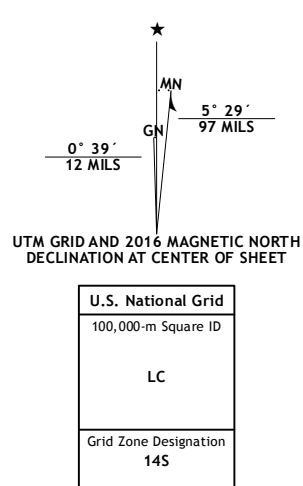 MN
5° 29´
97 MILS
GN
0° 39´
12 MILS
UTM GRID AND 2016 MAGNETIC NORTH
DECLINATION AT CENTER OF SHEET
U.S. National Grid
100,000-m Square ID
LC
Grid Zone Designation
14S